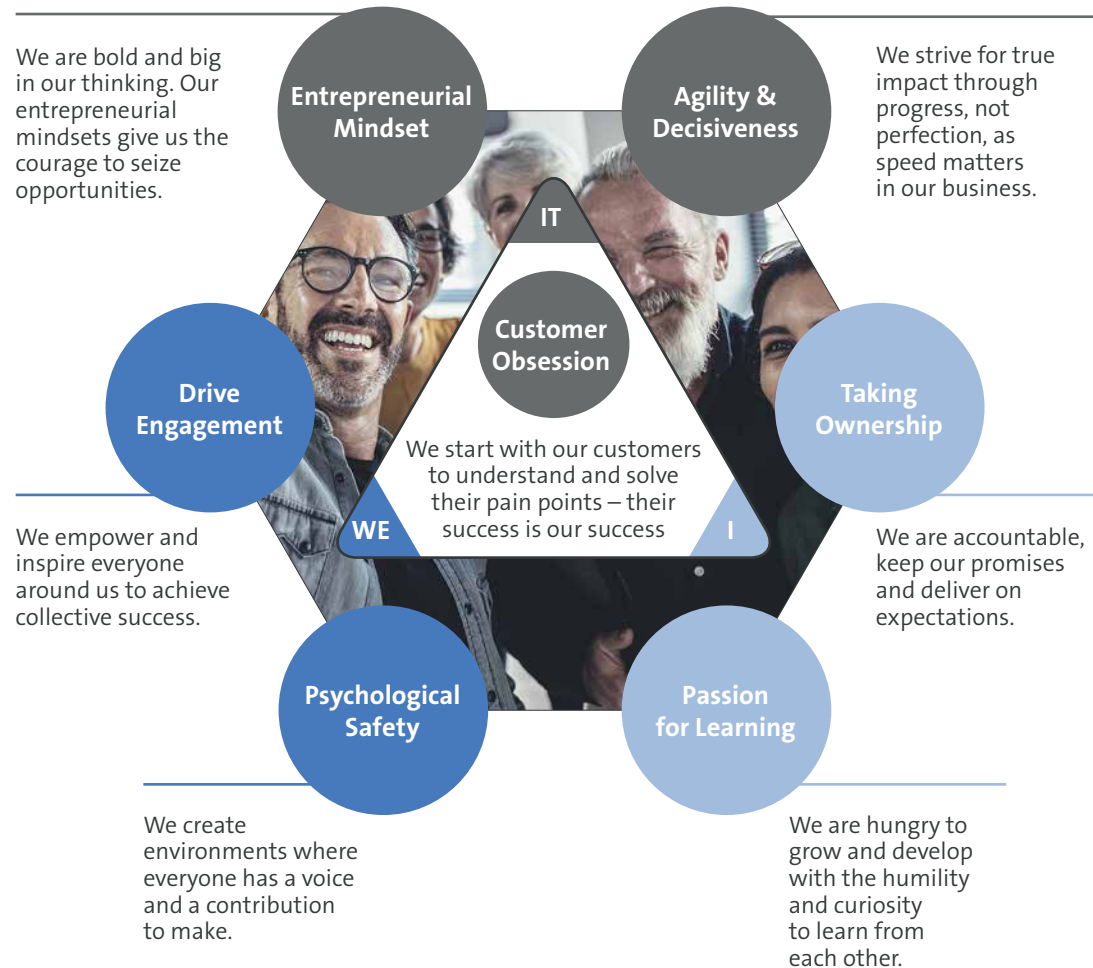 We are bold and big
in our thinking. Our
entrepreneurial
mindsets give us the
courage to seize
opportunities.
Entrepreneurial
Mindset
Agility &
Decisiveness
We strive for true
impact through
progress, not
perfection, as
speed matters
in our business.
IT
Customer
Obsession
We start with our customers
to understand and solve
their pain points – their
success is our success
WE
I
Drive
Engagement
We empower and
inspire everyone
around us to achieve
collective success.
Taking
Ownership
We are accountable,
keep our promises
and deliver on
expectations.
Psychological
Safety
We create
environments where
everyone has a voice
and a contribution
to make.
Passion
for Learning
We are hungry to
grow and develop
with the humility
and curiosity
to learn from
each other.